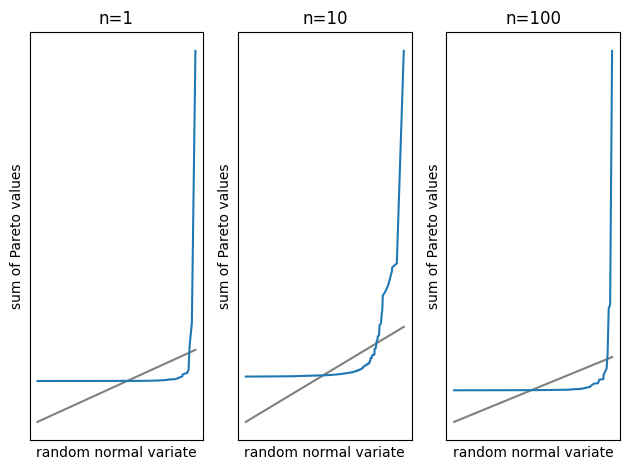 n=1
n=10
n=100
sum of Pareto values
sum of Pareto values
sum of Pareto values
random normal variate
random normal variate
random normal variate